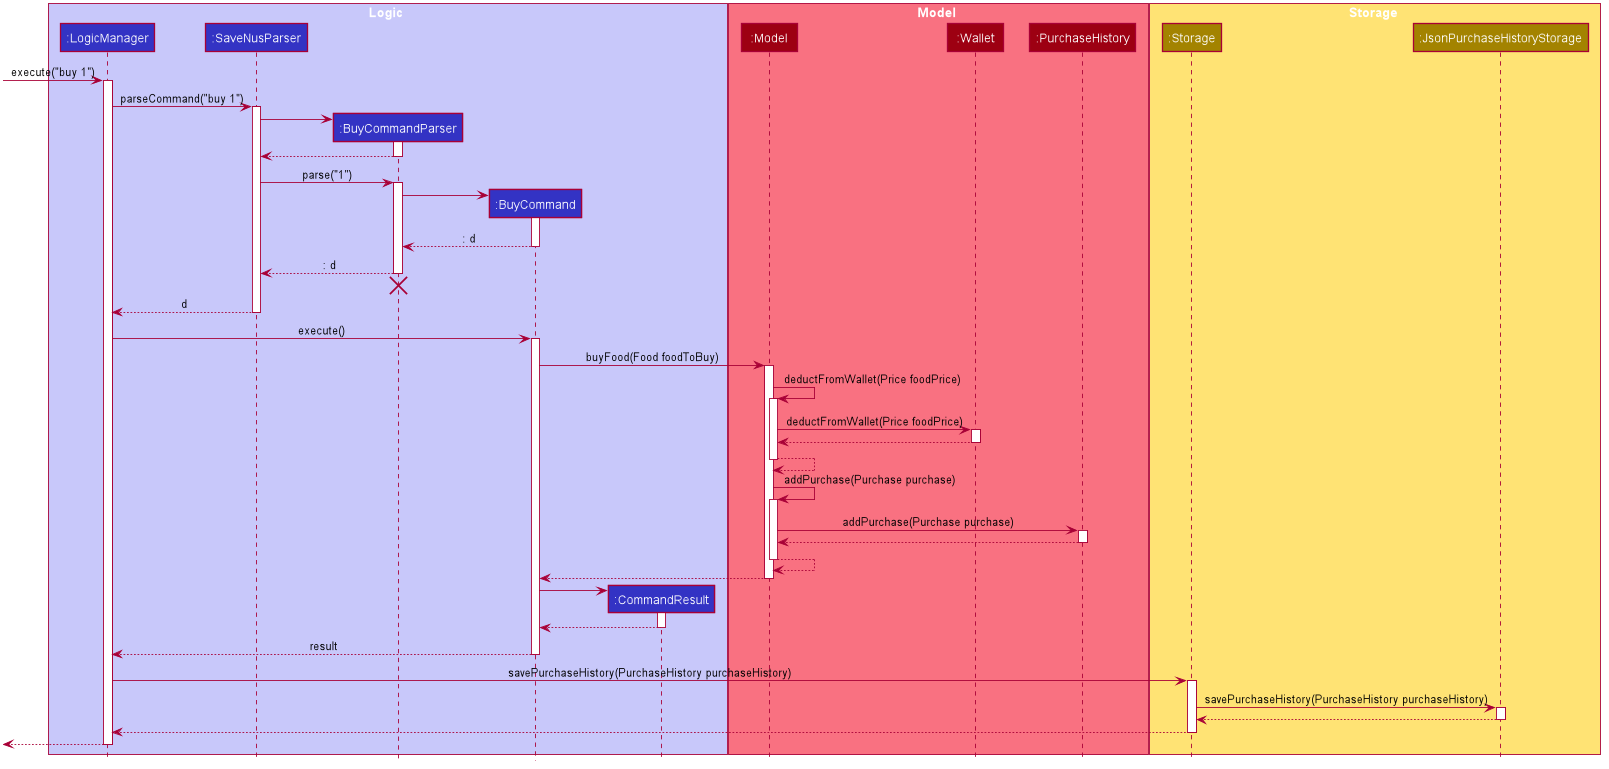 Logic
Model
Storage
:LogicManager
:SaveNusParser
:Model
:Wallet
:PurchaseHistory
:Storage
:JsonPurchaseHistoryStorage
execute("buy 1")
parseCommand("buy 1")
:BuyCommandParser
parse("1")
:BuyCommand
: d
: d
d
execute()
buyFood(Food foodToBuy)
deductFromWallet(Price foodPrice)
deductFromWallet(Price foodPrice)
addPurchase(Purchase purchase)
addPurchase(Purchase purchase)
:CommandResult
result
savePurchaseHistory(PurchaseHistory purchaseHistory)
savePurchaseHistory(PurchaseHistory purchaseHistory)